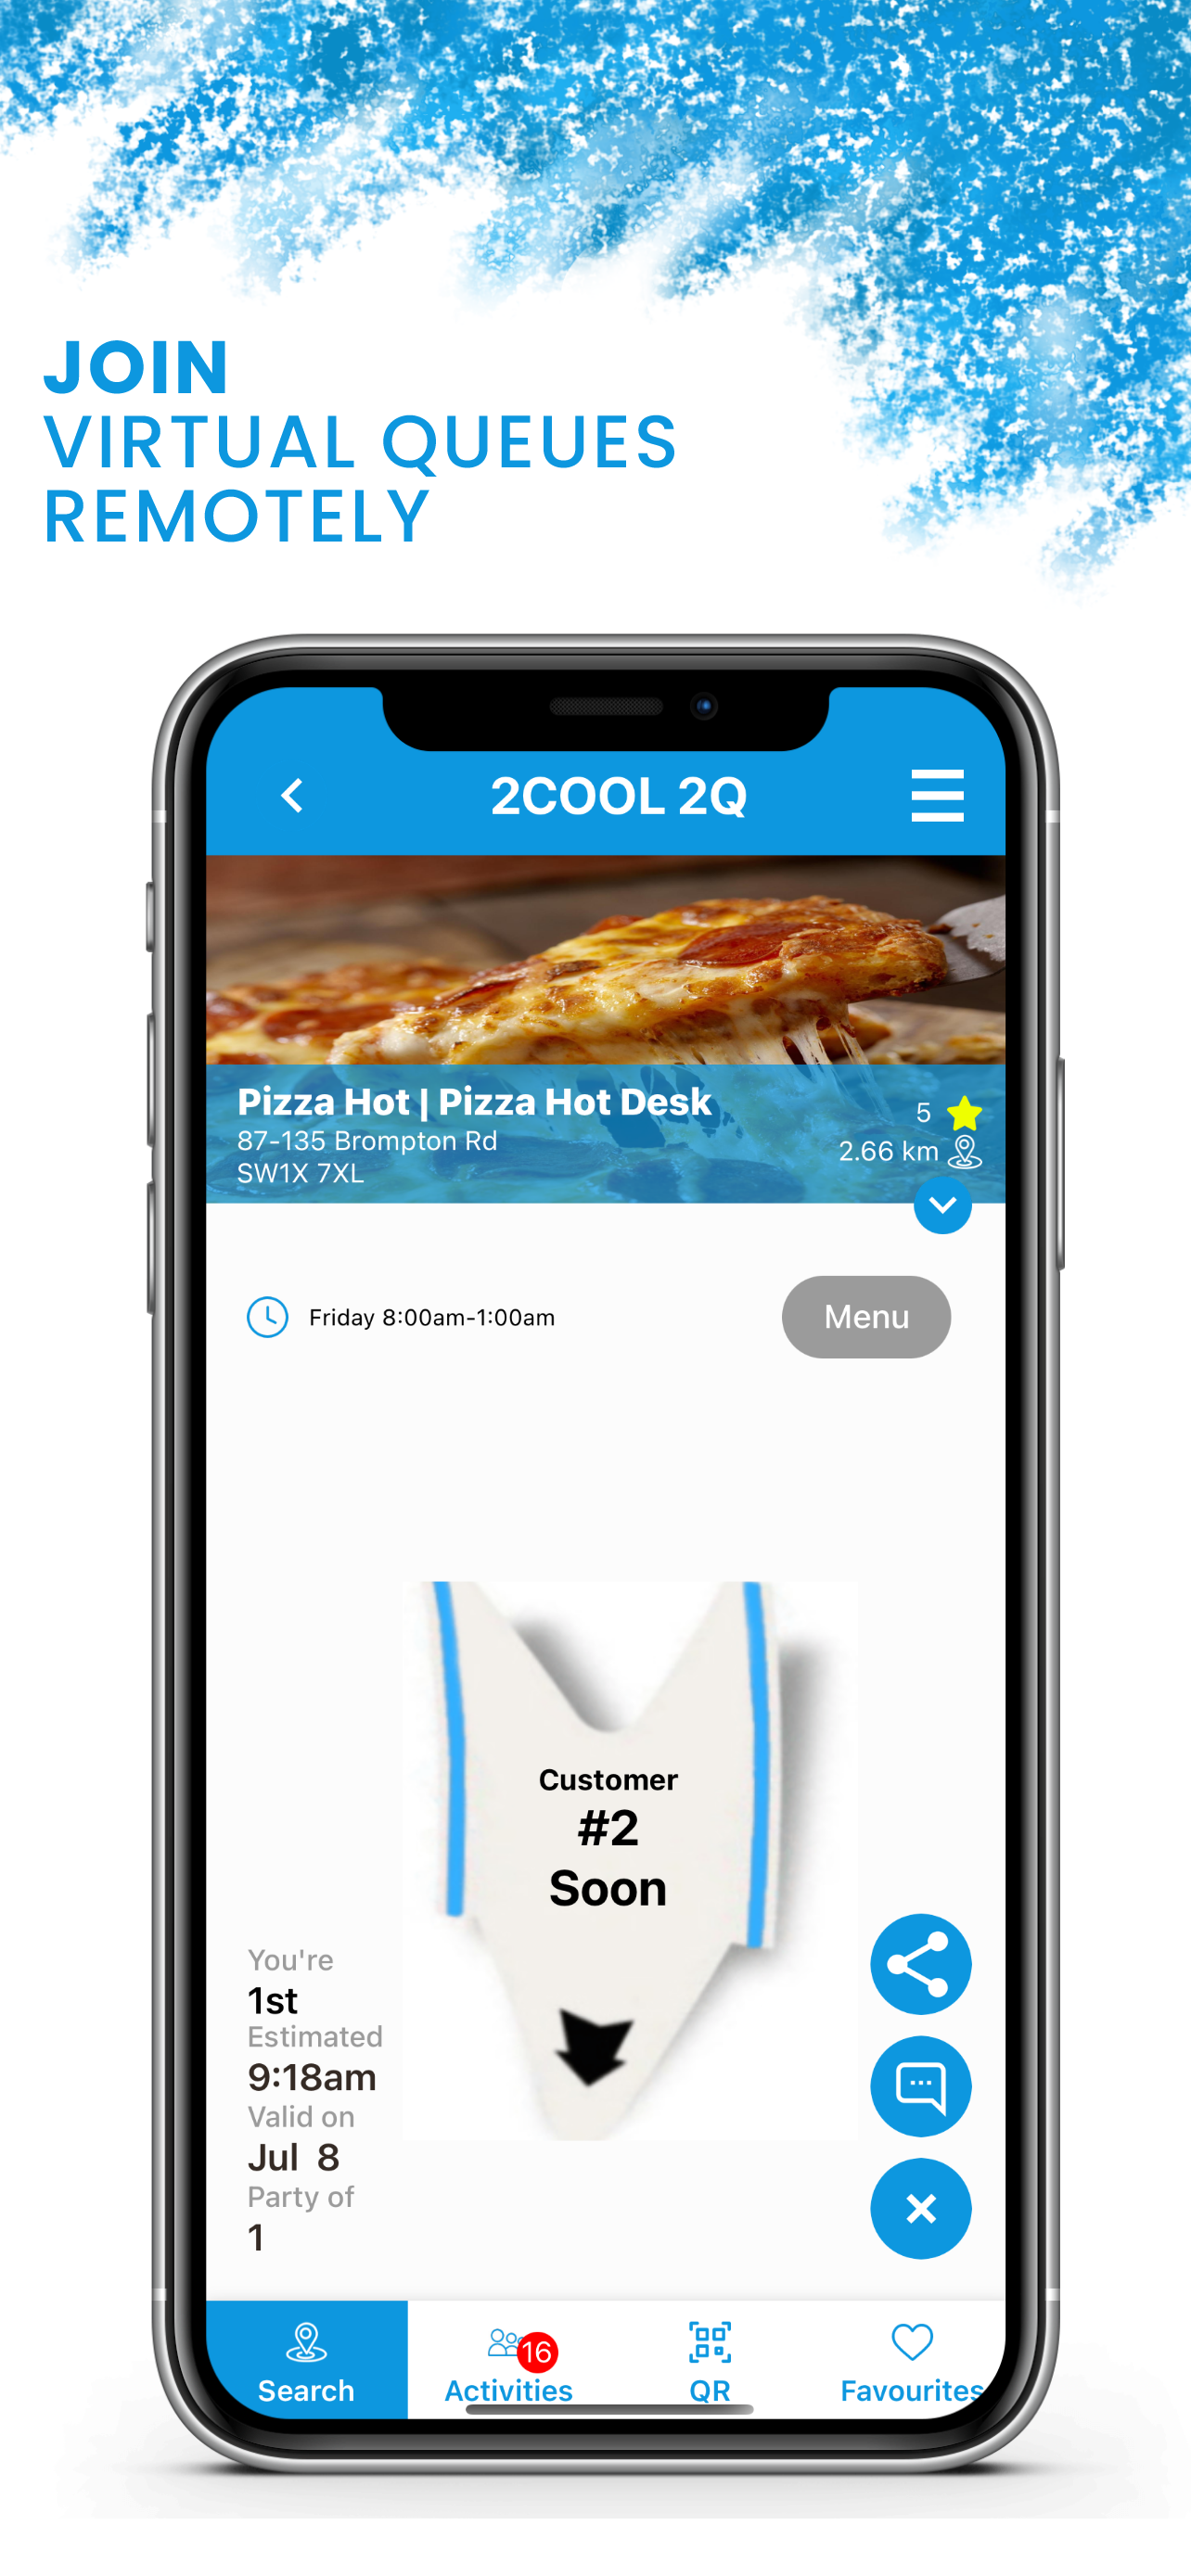 JOIN
VIRTUAL QUEUES
REMOTELY
2COOL 2Q
Pizza Hot | Pizza Hot Desk
87-135 Brompton Rd
SW1X 7XL
5
2.66 km
Friday 8:00am-1:00am
Menu
Customer
#2
Soon
You're
1st
Estimated
9:18am
Valid on
Jul 8
Party of
1
16
Search
Activities
QR
Favourites